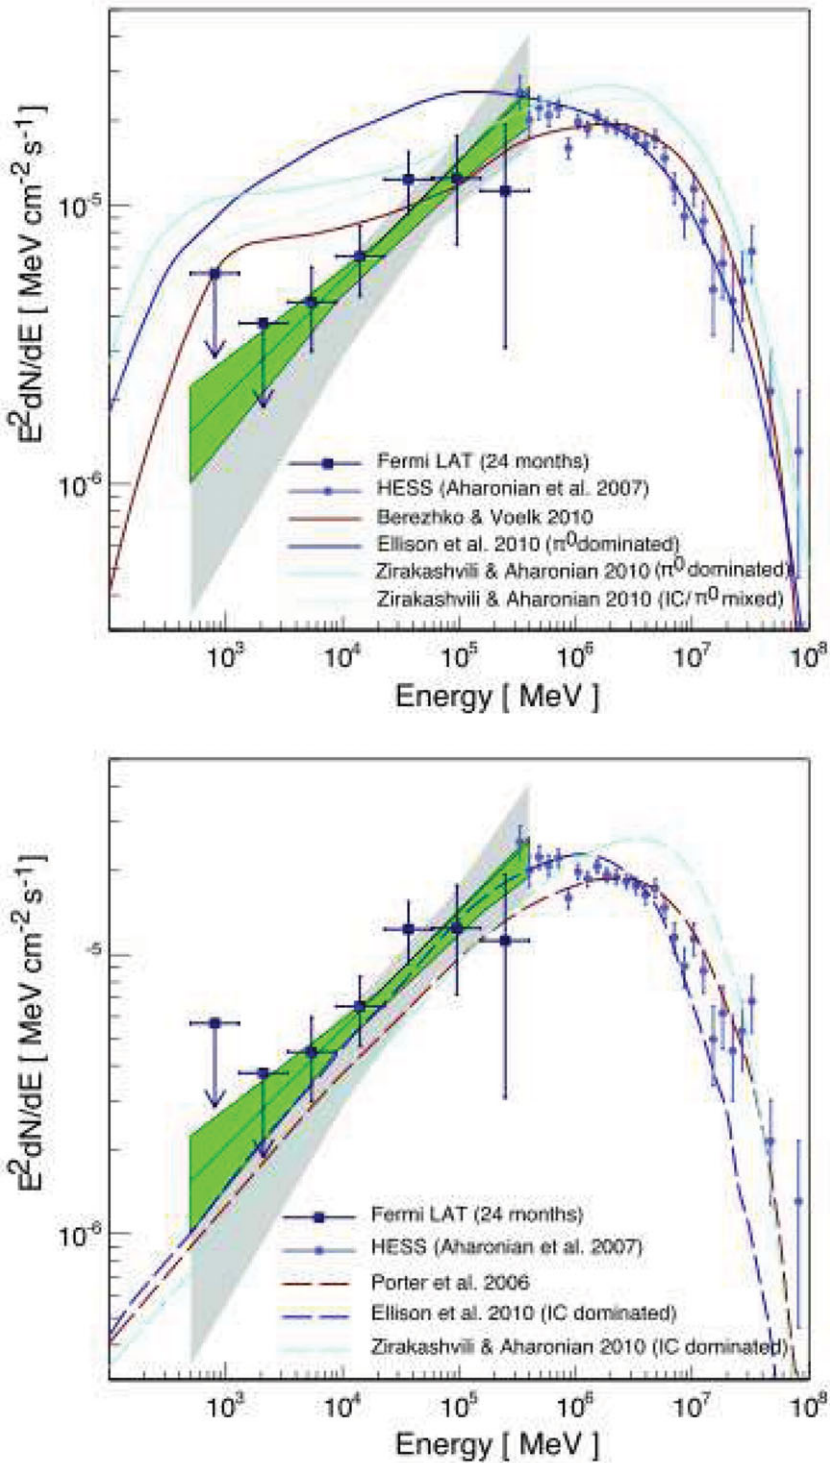 E²dN/dE [ MeV cm⁻² s⁻¹ ]
10⁻⁵
10⁻⁶
Fermi LAT (24 months)
HESS (Aharonian et al. 2007)
Berezhko & Voelk 2010
Ellison et al. 2010 (π⁰dominated)
Zirakashvili & Aharonian 2010 (π⁰ dominated)
Zirakashvili & Aharonian 2010 (IC/π⁰ mixed)
10³ 10⁴ 10⁵ 10⁶ 10⁷ 10⁸
Energy [ MeV ]
E²dN/dE [ MeV cm⁻² s⁻¹ ]
-5
10⁻⁶
Fermi LAT (24 months)
HESS (Aharonian et al. 2007)
Porter et al. 2006
Ellison et al. 2010 (IC dominated)
Zirakashvili & Aharonian 2010 (IC dominated)
10³ 10⁴ 10⁵ 10⁶ 10⁷ 10⁸
Energy [ MeV ]